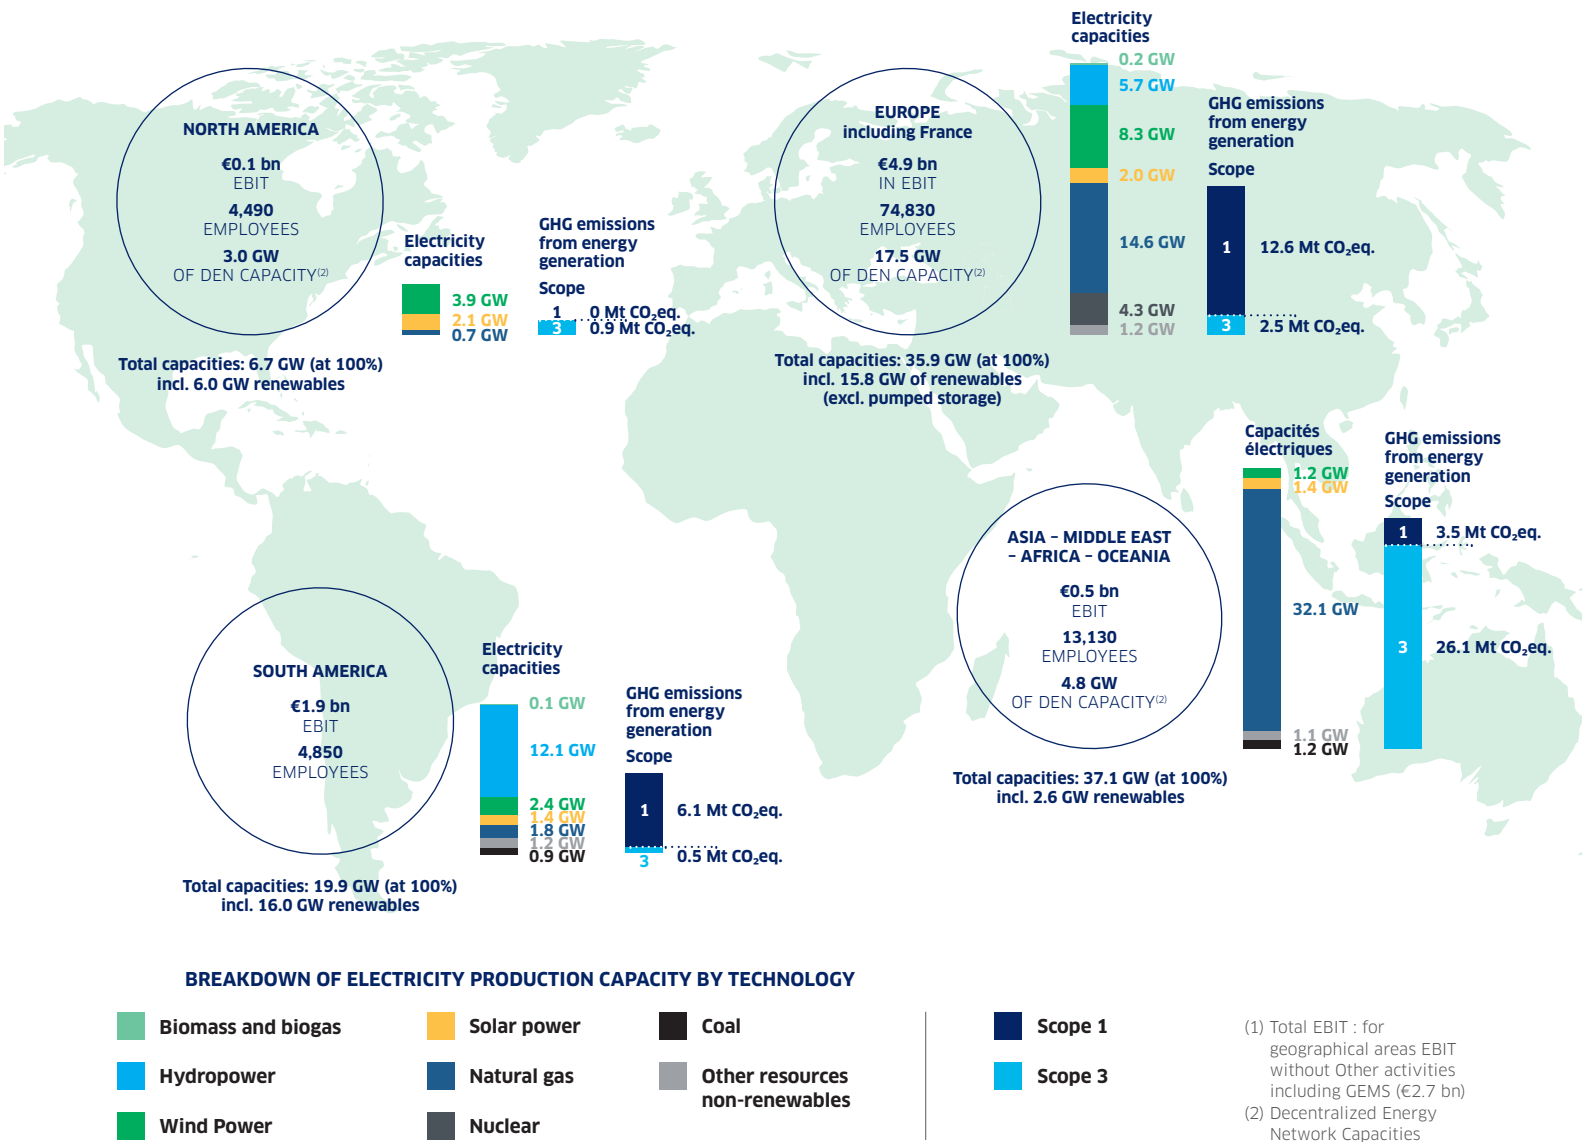 NORTH AMERICA
€0.1 bn
EBIT
4,490
EMPLOYEES
3.0 GW
OF DEN CAPACITY(2)
Total capacities: 6.7 GW (at 100%)
incl. 6.0 GW renewables
Electricity
capacities
3.9 GW
2.1 GW
0.7 GW
GHG emissions
from energy
generation
Scope
1 0 Mt CO₂eq.
3 0.9 Mt CO₂eq.
EUROPE
including France
€4.9 bn
IN EBIT
74,830
EMPLOYEES
17.5 GW
OF DEN CAPACITY(2)
Total capacities: 35.9 GW (at 100%)
incl. 15.8 GW of renewables
(excl. pumped storage)
Electricity
capacities
0.2 GW
5.7 GW
8.3 GW
2.0 GW
14.6 GW
4.3 GW
1.2 GW
GHG emissions
from energy
generation
Scope
1 12.6 Mt CO₂eq.
3 2.5 Mt CO₂eq.
SOUTH AMERICA
€1.9 bn
EBIT
4,850
EMPLOYEES
Total capacities: 19.9 GW (at 100%)
incl. 16.0 GW renewables
Electricity
capacities
0.1 GW
12.1 GW
2.4 GW
1.4 GW
1.8 GW
1.2 GW
0.9 GW
GHG emissions
from energy
generation
Scope
1 6.1 Mt CO₂eq.
3 0.5 Mt CO₂eq.
ASIA – MIDDLE EAST
– AFRICA – OCEANIA
€0.5 bn
EBIT
13,130
EMPLOYEES
4.8 GW
OF DEN CAPACITY(2)
Total capacities: 37.1 GW (at 100%)
incl. 2.6 GW renewables
Capacités
électriques
1.2 GW
1.4 GW
32.1 GW
1.1 GW
1.2 GW
GHG emissions
from energy
generation
Scope
1 3.5 Mt CO₂eq.
3 26.1 Mt CO₂eq.
BREAKDOWN OF ELECTRICITY PRODUCTION CAPACITY BY TECHNOLOGY
Biomass and biogas
Hydropower
Wind Power
Solar power
Natural gas
Nuclear
Coal
Other resources
non-renewables
Scope 1
Scope 3
(1) Total EBIT : for
geographical areas EBIT
without Other activities
including GEMS (€2.7 bn)
(2) Decentralized Energy
Network Capacities